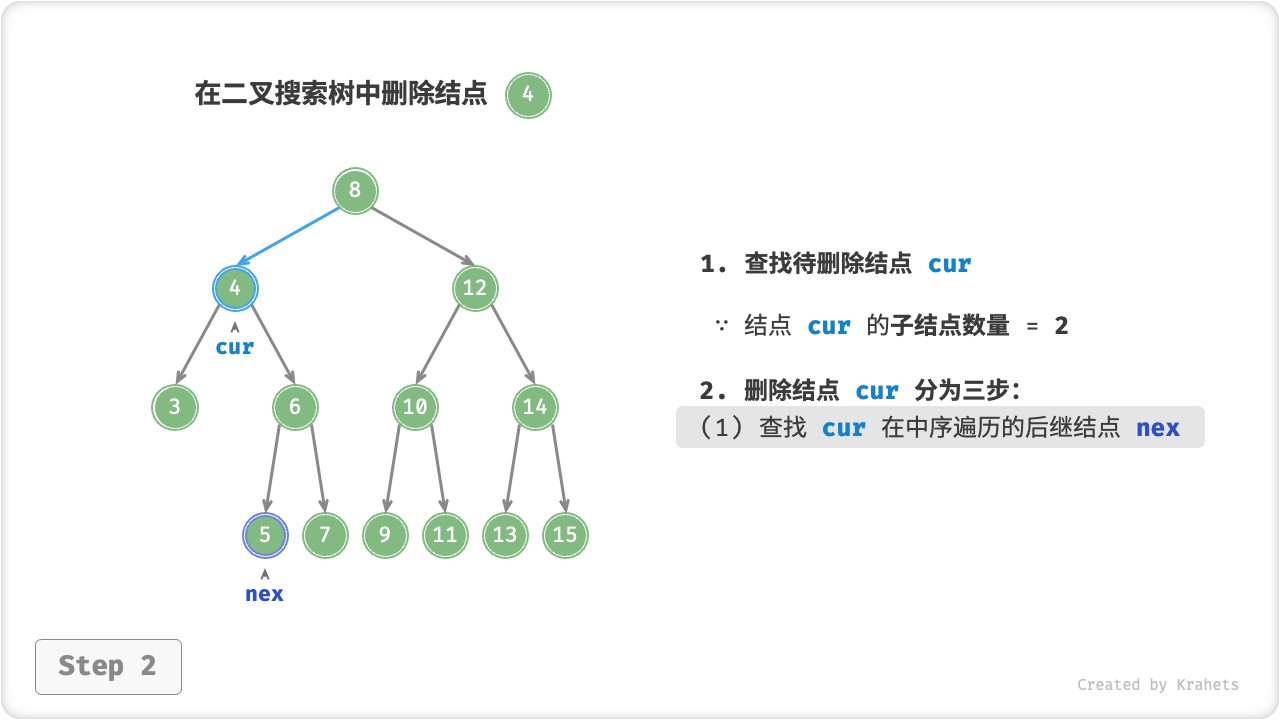 在二叉搜索树中删除结点 4
8
4 12
cur
3 6 10 14
5 7 9 11 13 15
nex
1. 查找待删除结点 cur
∵ 结点 cur 的子结点数量 = 2
2. 删除结点 cur 分为三步：
(1) 查找 cur 在中序遍历的后继结点 nex
Step 2
Created by Krahets